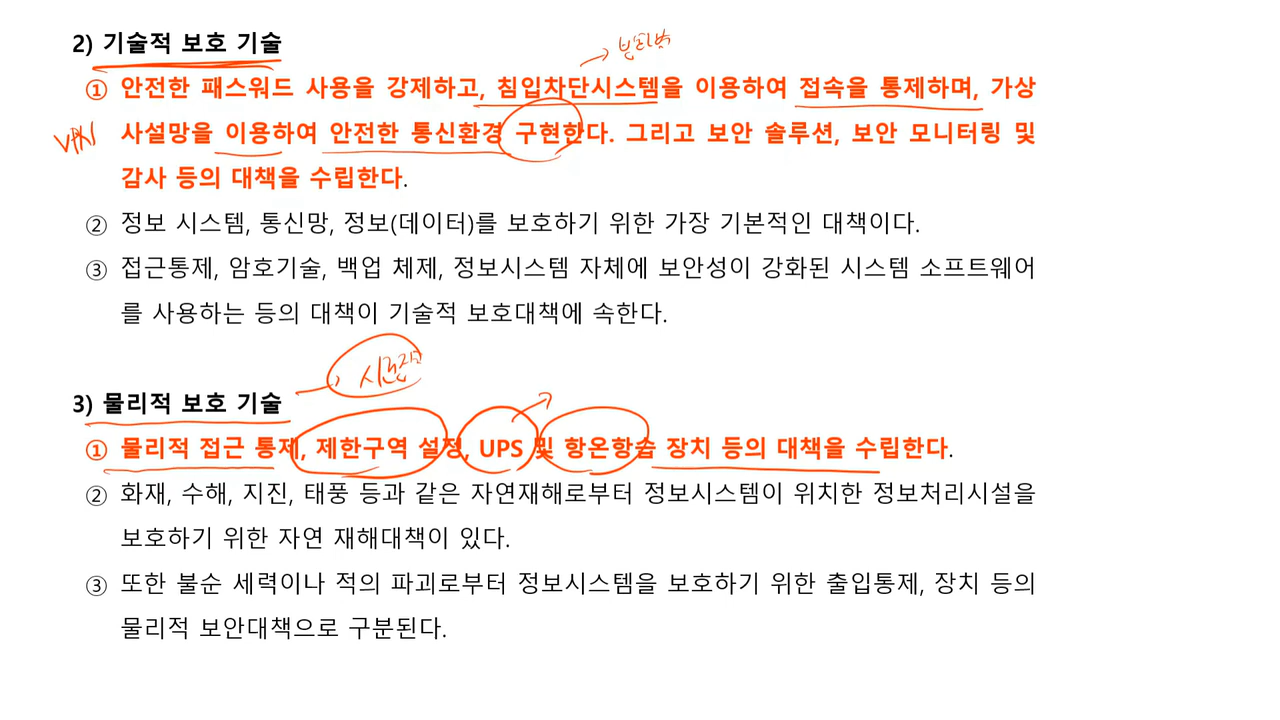 2) 기술적 보호 기술
① 안전한 패스워드 사용을 강제하고, 침입차단시스템을 이용하여 접속을 통제하며, 가상
VPN
사설망을 이용하여 안전한 통신환경 구현한다. 그리고 보안 솔루션, 보안 모니터링 및
감사 등의 대책을 수립한다.
② 정보 시스템, 통신망, 정보(데이터)를 보호하기 위한 가장 기본적인 대책이다.
③ 접근통제, 암호기술, 백업 체제, 정보시스템 자체에 보안성이 강화된 시스템 소프트웨어
를 사용하는 등의 대책이 기술적 보호대책에 속한다.
3) 물리적 보호 기술
① 물리적 접근 통제, 제한구역 설정, UPS 및 항온항습 장치 등의 대책을 수립한다.
② 화재, 수해, 지진, 태풍 등과 같은 자연재해로부터 정보시스템이 위치한 정보처리시설을
보호하기 위한 자연 재해대책이 있다.
③ 또한 불순 세력이나 적의 파괴로부터 정보시스템을 보호하기 위한 출입통제, 장치 등의
물리적 보안대책으로 구분된다.